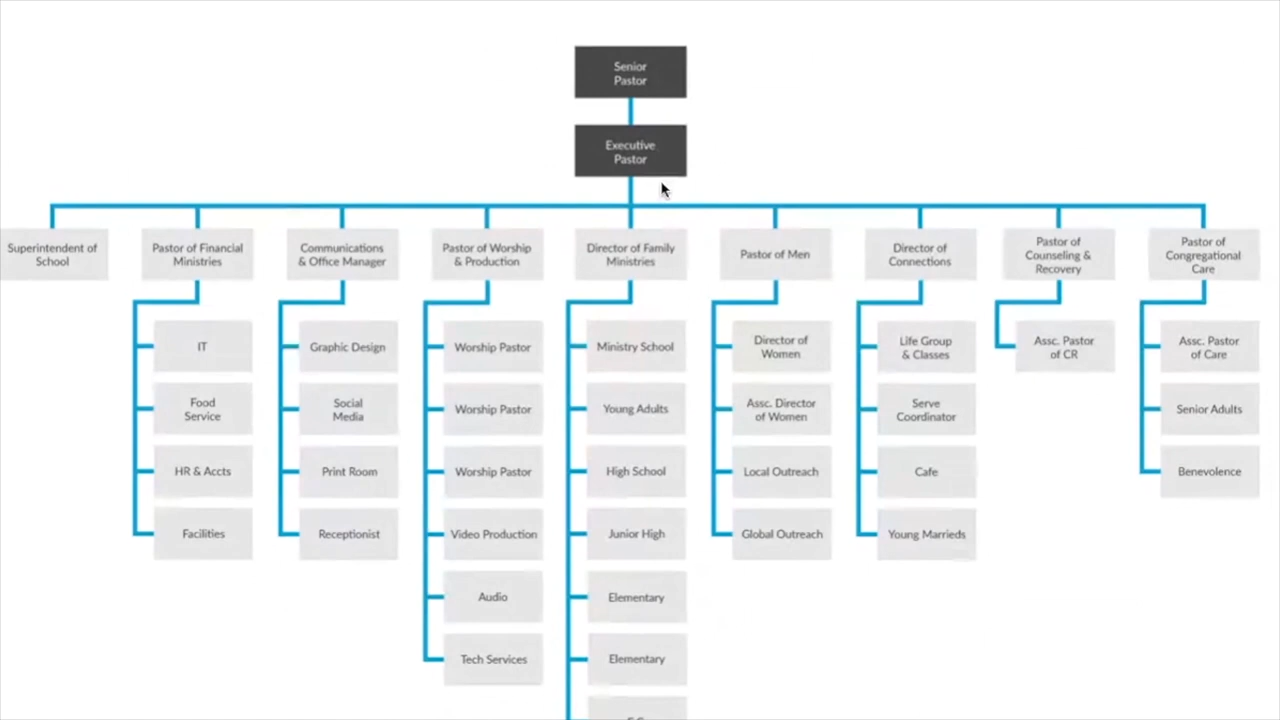 Senior
Pastor
Executive
Pastor
Superintendent of
School
Pastor of Financial
Ministries
Communications
& Office Manager
Pastor of Worship
& Production
Director of Family
Ministries
Pastor of Men
Director of
Connections
Pastor of
Counseling &
Recovery
Pastor of
Congregational
Care
IT
Food
Service
HR & Accts
Facilities
Graphic Design
Social
Media
Print Room
Receptionist
Worship Pastor
Worship Pastor
Worship Pastor
Video Production
Audio
Tech Services
Ministry School
Young Adults
High School
Junior High
Elementary
Elementary
Director of
Women
Assc. Director
of Women
Local Outreach
Global Outreach
Life Group
& Classes
Serve
Coordinator
Cafe
Young Marrieds
Assc. Pastor
of CR
Assc. Pastor
of Care
Senior Adults
Benevolence